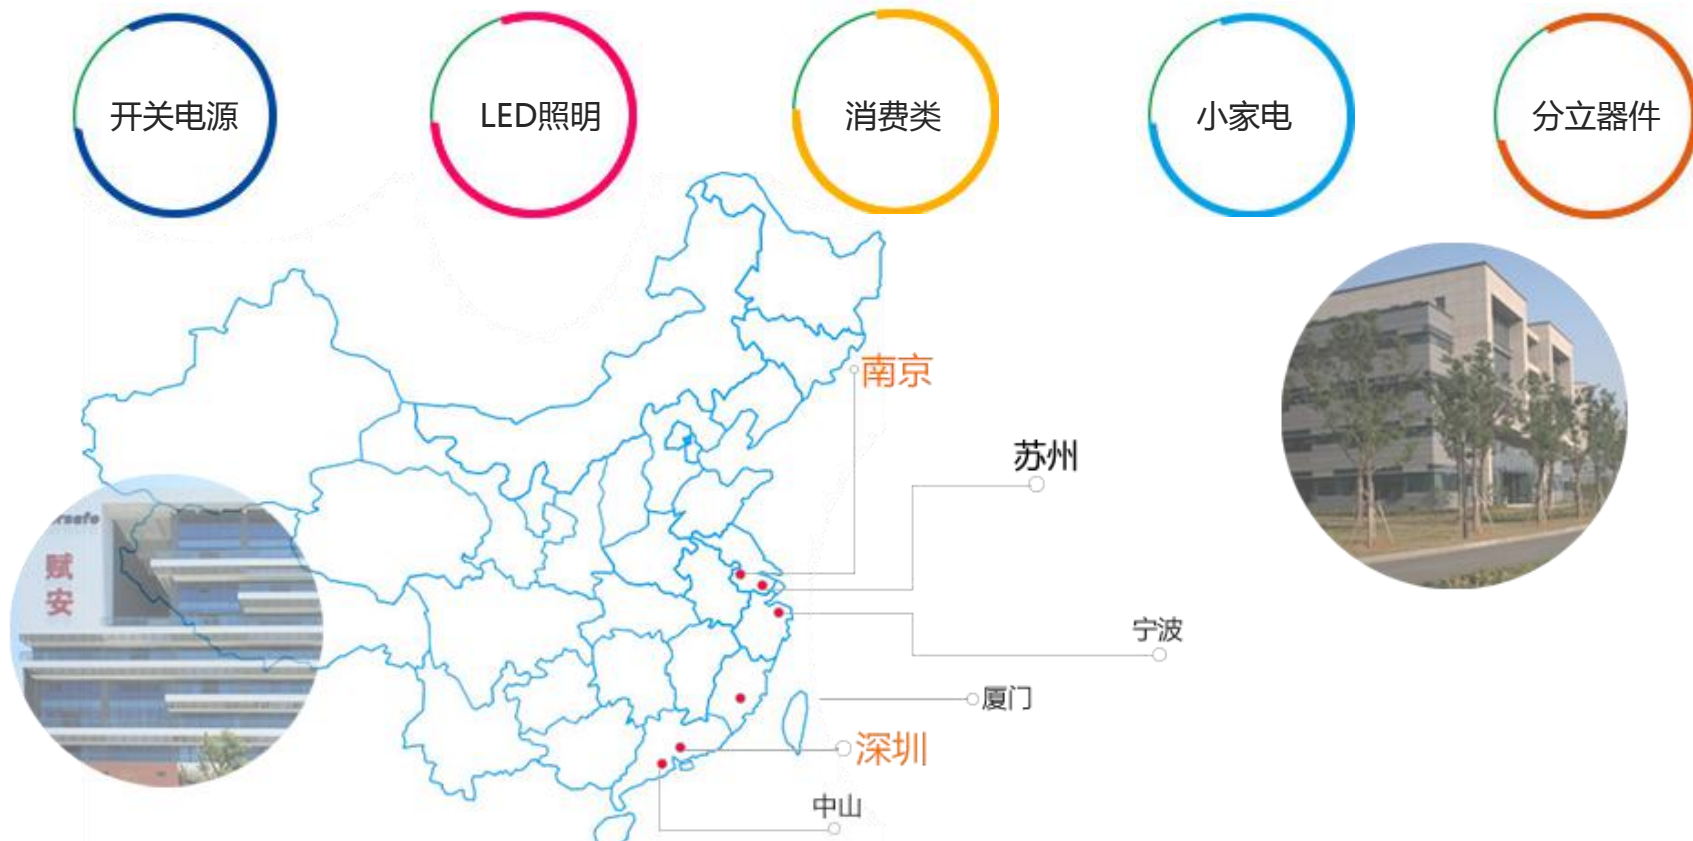 开关电源
LED照明
消费类
小家电
分立器件
南京
苏州
赋
安
宁波
厦门
深圳
中山